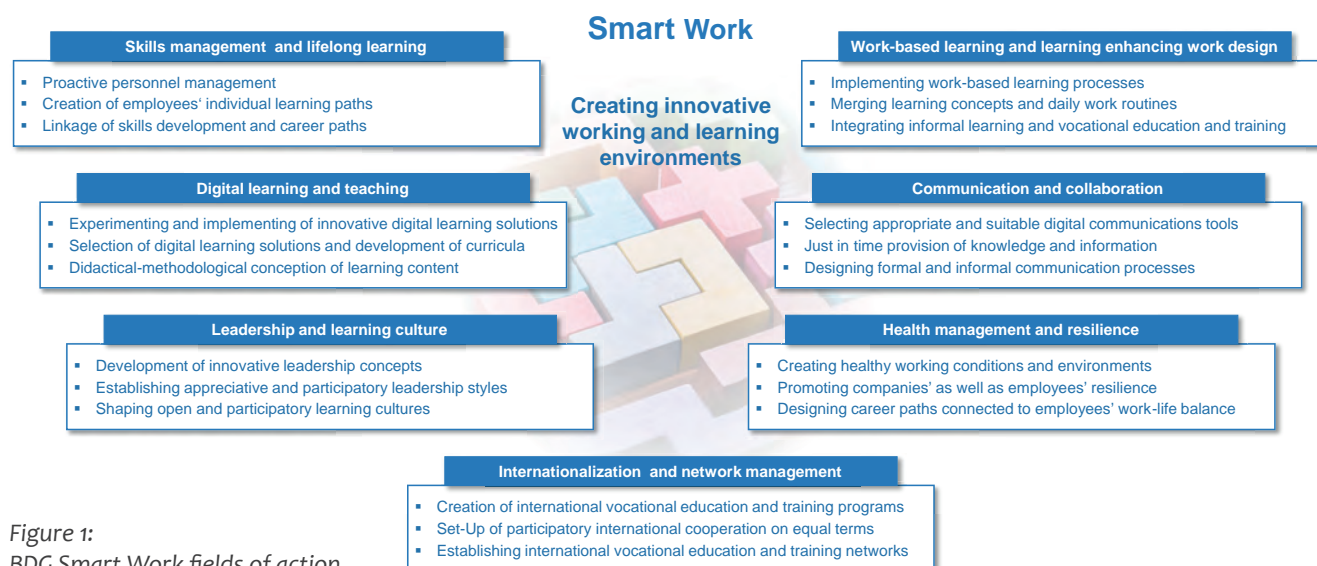 Smart Work
Creating innovative
working and learning
environments
Skills management and lifelong learning
▪ Proactive personnel management
▪ Creation of employees‘ individual learning paths
▪ Linkage of skills development and career paths
Work-based learning and learning enhancing work design
▪ Implementing work-based learning processes
▪ Merging learning concepts and daily work routines
▪ Integrating informal learning and vocational education and training
Digital learning and teaching
▪ Experimenting and implementing of innovative digital learning solutions
▪ Selection of digital learning solutions and development of curricula
▪ Didactical-methodological conception of learning content
Communication and collaboration
▪ Selecting appropriate and suitable digital communications tools
▪ Just in time provision of knowledge and information
▪ Designing formal and informal communication processes
Leadership and learning culture
▪ Development of innovative leadership concepts
▪ Establishing appreciative and participatory leadership styles
▪ Shaping open and participatory learning cultures
Health management and resilience
▪ Creating healthy working conditions and environments
▪ Promoting companies’ as well as employees’ resilience
▪ Designing career paths connected to employees’ work-life balance
Internationalization and network management
▪ Creation of international vocational education and training programs
▪ Set-Up of participatory international cooperation on equal terms
▪ Establishing international vocational education and training networks
Figure 1:
BDG Smart Work fields of action